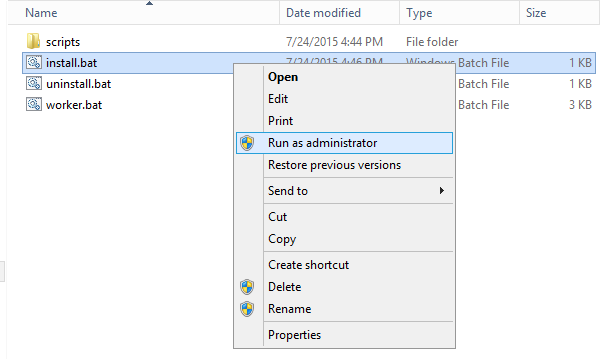 Name Date modified Type Size
scripts 7/24/2015 4:44 PM File folder
install.bat 7/24/2015 4:46 PM Windows Batch File 1 KB
uninstall.bat Batch File 1 KB
worker.bat Batch File 3 KB
Open
Edit
Print
Run as administrator
Restore previous versions
Send to
Cut
Copy
Create shortcut
Delete
Rename
Properties